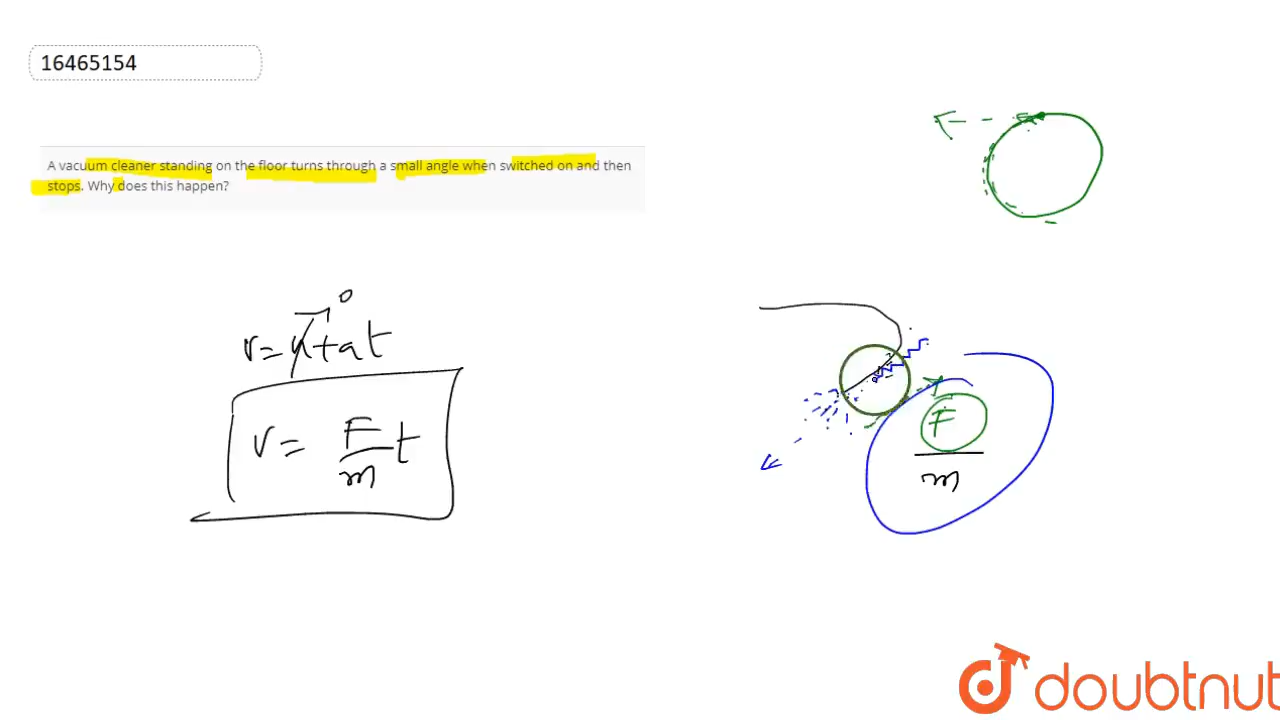 16465154
A vacuum cleaner standing on the floor turns through a small angle when switched on and then
stops. Why does this happen?
v = u + at
0
v = F/m t
F
m
doubtnut